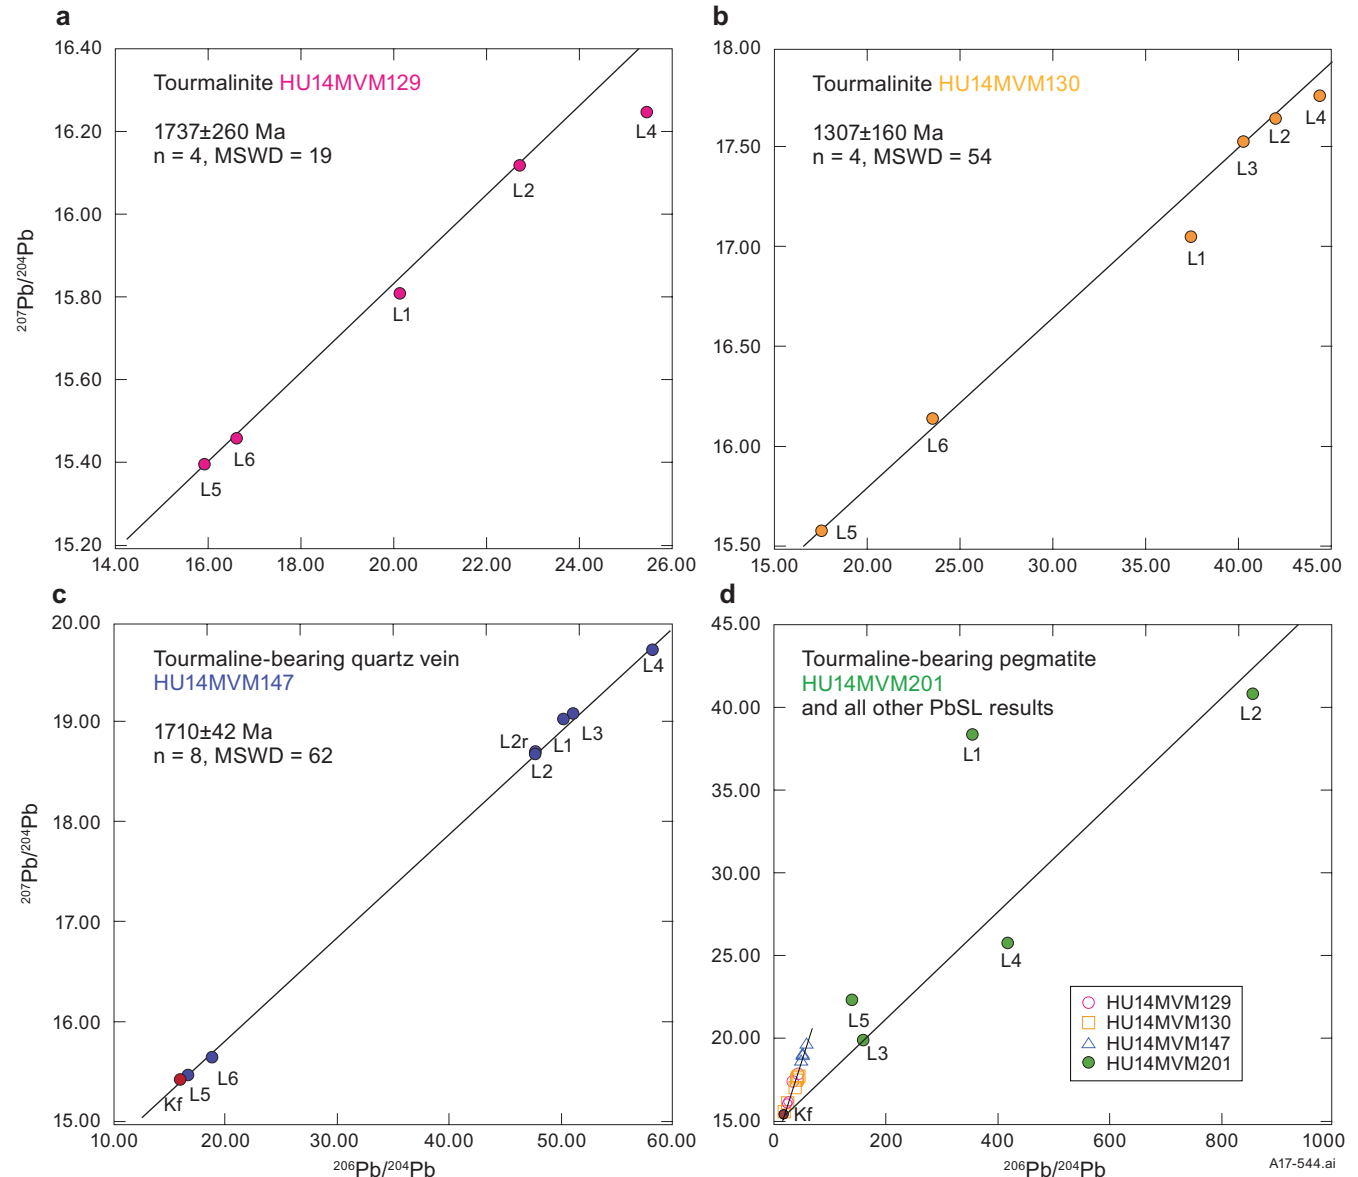 a
16.40
16.20
16.00
15.80
15.60
15.40
15.20
²⁰⁷Pb/²⁰⁴Pb
Tourmalinite HU14MVM129
1737±260 Ma
n = 4, MSWD = 19
L4
L2
L1
L6
L5
14.00 16.00 18.00 20.00 22.00 24.00 26.00
b
18.00
17.50
17.00
16.50
16.00
15.50
Tourmalinite HU14MVM130
1307±160 Ma
n = 4, MSWD = 54
L4
L2
L3
L1
L6
L5
15.00 20.00 25.00 30.00 35.00 40.00 45.00
c
20.00
19.00
18.00
17.00
16.00
15.00
²⁰⁷Pb/²⁰⁴Pb
Tourmaline-bearing quartz vein
HU14MVM147
1710±42 Ma
n = 8, MSWD = 62
L4
L3
L1
L2r
L2
L6
L5
Kf
10.00 20.00 30.00 40.00 50.00 60.00
²⁰⁶Pb/²⁰⁴Pb
d
45.00
40.00
35.00
30.00
25.00
20.00
15.00
Tourmaline-bearing pegmatite
HU14MVM201
and all other PbSL results
L2
L1
L4
L5
L3
Kf
HU14MVM129
HU14MVM130
HU14MVM147
HU14MVM201
0 200 400 600 800 1000
²⁰⁶Pb/²⁰⁴Pb
A17-544.ai